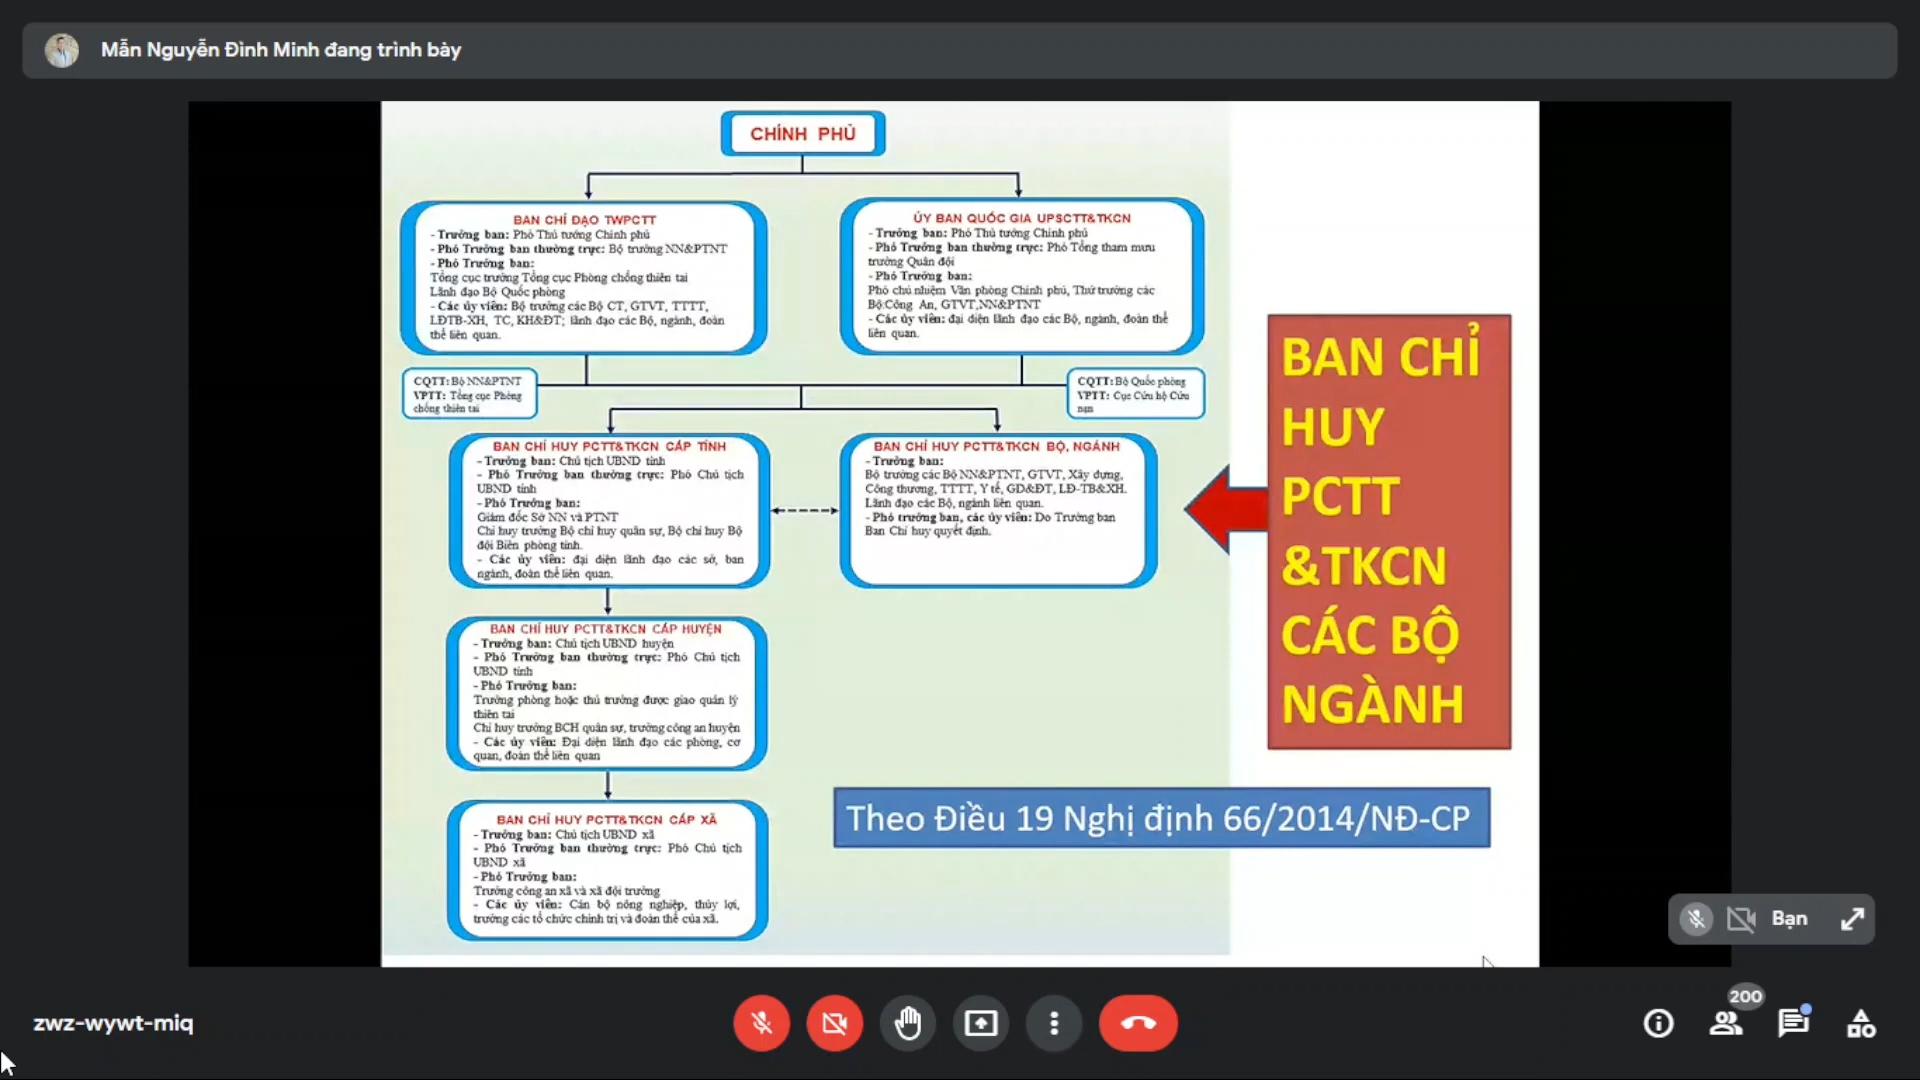 Mẫn Nguyễn Đình Minh đang trình bày
CHÍNH PHỦ
BAN CHỈ ĐẠO TWPCTT
- Trưởng ban: Phó Thủ tướng Chính phủ
- Phó Trưởng ban thường trực: Bộ trưởng NN&PTNT
- Phó Trưởng ban:
Tổng cục trưởng Tổng cục Phòng chống thiên tai
Lãnh đạo Bộ Quốc phòng
- Các ủy viên: Bộ trưởng các Bộ CT, GTVT, TTTT,
LĐTB-XH, TC, KH&ĐT; lãnh đạo các Bộ, ngành, đoàn
thể liên quan.
ỦY BAN QUỐC GIA UPSCTT&TKCN
- Trưởng ban: Phó Thủ tướng Chính phủ
- Phó Trưởng ban thường trực: Phó Tổng tham mưu
trưởng Quân đội
- Phó Trưởng ban:
Phó chủ nhiệm Văn phòng Chính phủ, Thứ trưởng các
Bộ:Công An, GTVT,NN&PTNT
- Các ủy viên: đại diện lãnh đạo các Bộ, ngành, đoàn thể
liên quan.
CQTT: Bộ NN&PTNT
VPTT: Tổng cục Phòng
chống thiên tai
CQTT: Bộ Quốc phòng
VPTT: Cục Cứu hộ Cứu
nạn
BAN CHỈ HUY PCTT&TKCN CẤP TỈNH
- Trưởng ban: Chủ tịch UBND tỉnh
- Phó Trưởng ban thường trực: Phó Chủ tịch
UBND tỉnh
- Phó Trưởng ban:
Giám đốc Sở NN và PTNT
Chỉ huy trưởng Bộ chỉ huy quân sự, Bộ chỉ huy Bộ
đội Biên phòng tỉnh.
- Các ủy viên: đại diện lãnh đạo các sở, ban
ngành, đoàn thể liên quan.
BAN CHỈ HUY PCTT&TKCN BỘ, NGÀNH
- Trưởng ban:
Bộ trưởng các Bộ NN&PTNT, GTVT, Xây dựng,
Công thương, TTTT, Y tế, GD&ĐT, LĐ-TB&XH.
Lãnh đạo các Bộ, ngành liên quan.
- Phó trưởng ban, các ủy viên: Do Trưởng ban
Ban Chỉ huy quyết định.
BAN CHỈ HUY PCTT&TKCN CẤP HUYỆN
- Trưởng ban: Chủ tịch UBND huyện
- Phó Trưởng ban thường trực: Phó Chủ tịch
UBND tỉnh
- Phó Trưởng ban:
Trưởng phòng hoặc thủ trưởng được giao quản lý
thiên tai
Chỉ huy trưởng BCH quân sự, trưởng công an huyện
- Các ủy viên: Đại diện lãnh đạo các phòng, cơ
quan, đoàn thể liên quan
BAN CHỈ HUY PCTT&TKCN CẤP XÃ
- Trưởng ban: Chủ tịch UBND xã
- Phó Trưởng ban thường trực: Phó Chủ tịch
UBND xã
- Phó Trưởng ban:
Trưởng công an xã và xã đội trưởng
- Các ủy viên: Cán bộ nông nghiệp, thủy lợi,
trưởng các tổ chức chính trị và đoàn thể của xã.
BAN CHỈ
HUY
PCTT
&TKCN
CÁC BỘ
NGÀNH
Theo Điều 19 Nghị định 66/2014/NĐ-CP
Bạn
zwz-wywt-miq
200